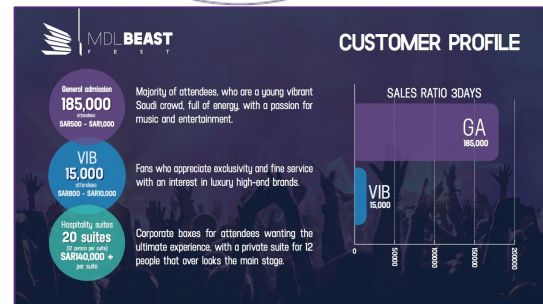 MDLBEAST
FEST
CUSTOMER PROFILE
General admission
185,000
attendees
SAR500 - SAR1,000
Majority of attendees, who are a young vibrant
Saudi crowd, full of energy, with a passion for
music and entertainment.
VIB
15,000
attendees
SAR800 - SAR10,000
Fans who appreciate exclusivity and fine service
with an interest in luxury high-end brands.
Hospitality suites
20 suites
(12 person per suite)
SAR140,000 +
per suite
Corporate boxes for attendees wanting the
ultimate experience, with a private suite for 12
people that over looks the main stage.
SALES RATIO 3DAYS
GA
185,000
VIB
15,000
0
50000
100000
150000
200000